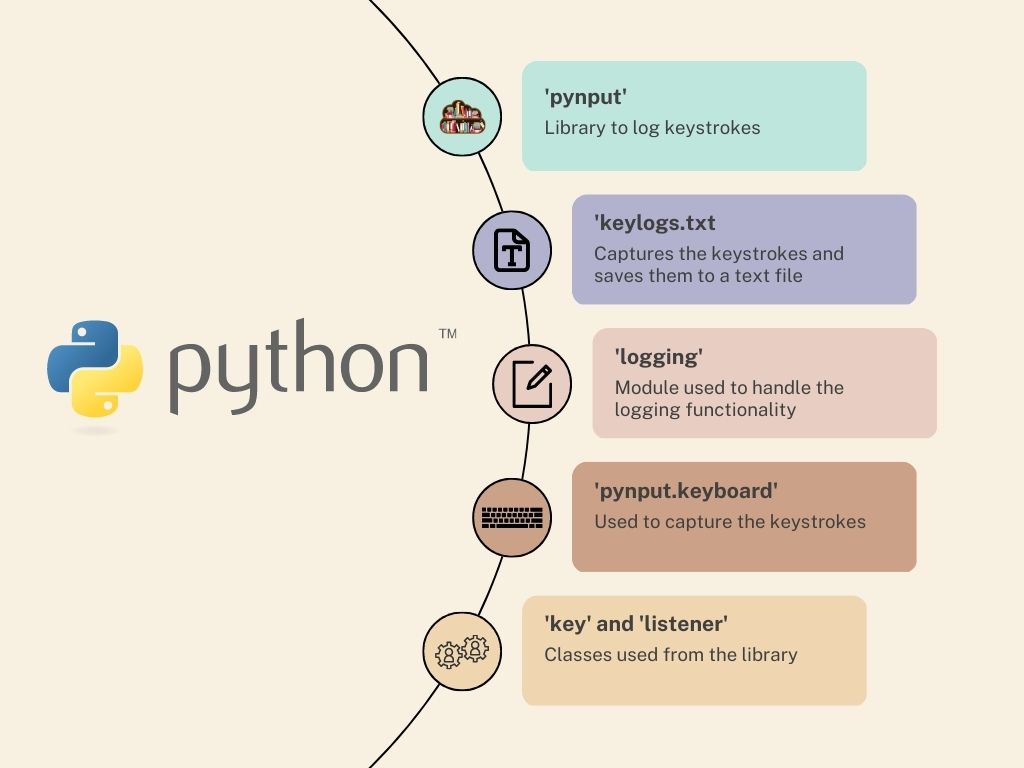 'pynput'
Library to log keystrokes
'keylogs.txt
Captures the keystrokes and
saves them to a text file
python™
'logging'
Module used to handle the
logging functionality
'pynput.keyboard'
Used to capture the keystrokes
'key' and 'listener'
Classes used from the library